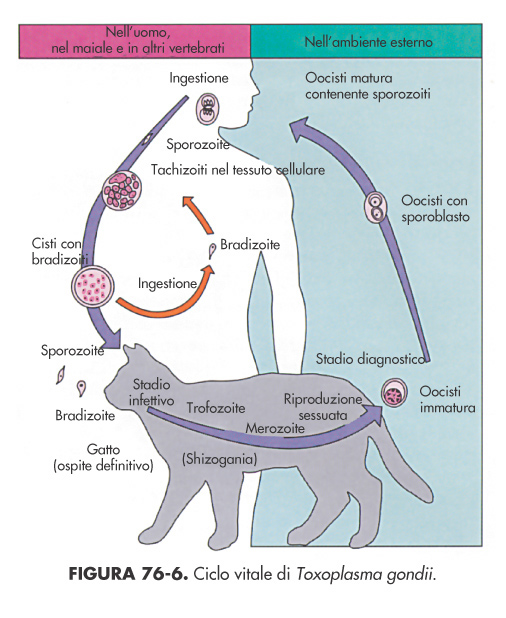 Nell'uomo,
nel maiale e in altri vertebrati
Nell'ambiente esterno
Ingestione
Oocisti matura
contenente sporozoiti
Sporozoite
Tachizoiti nel tessuto cellulare
Oocisti con
sporoblasto
Cisti con
bradizoiti
Bradizoite
Ingestione
Sporozoite
Stadio diagnostico
Stadio
infettivo
Bradizoite
Trofozoite
Riproduzione
sessuata
Oocisti
immatura
Merozoite
Gatto
(ospite definitivo)
(Shizogania)
FIGURA 76-6. Ciclo vitale di Toxoplasma gondii.